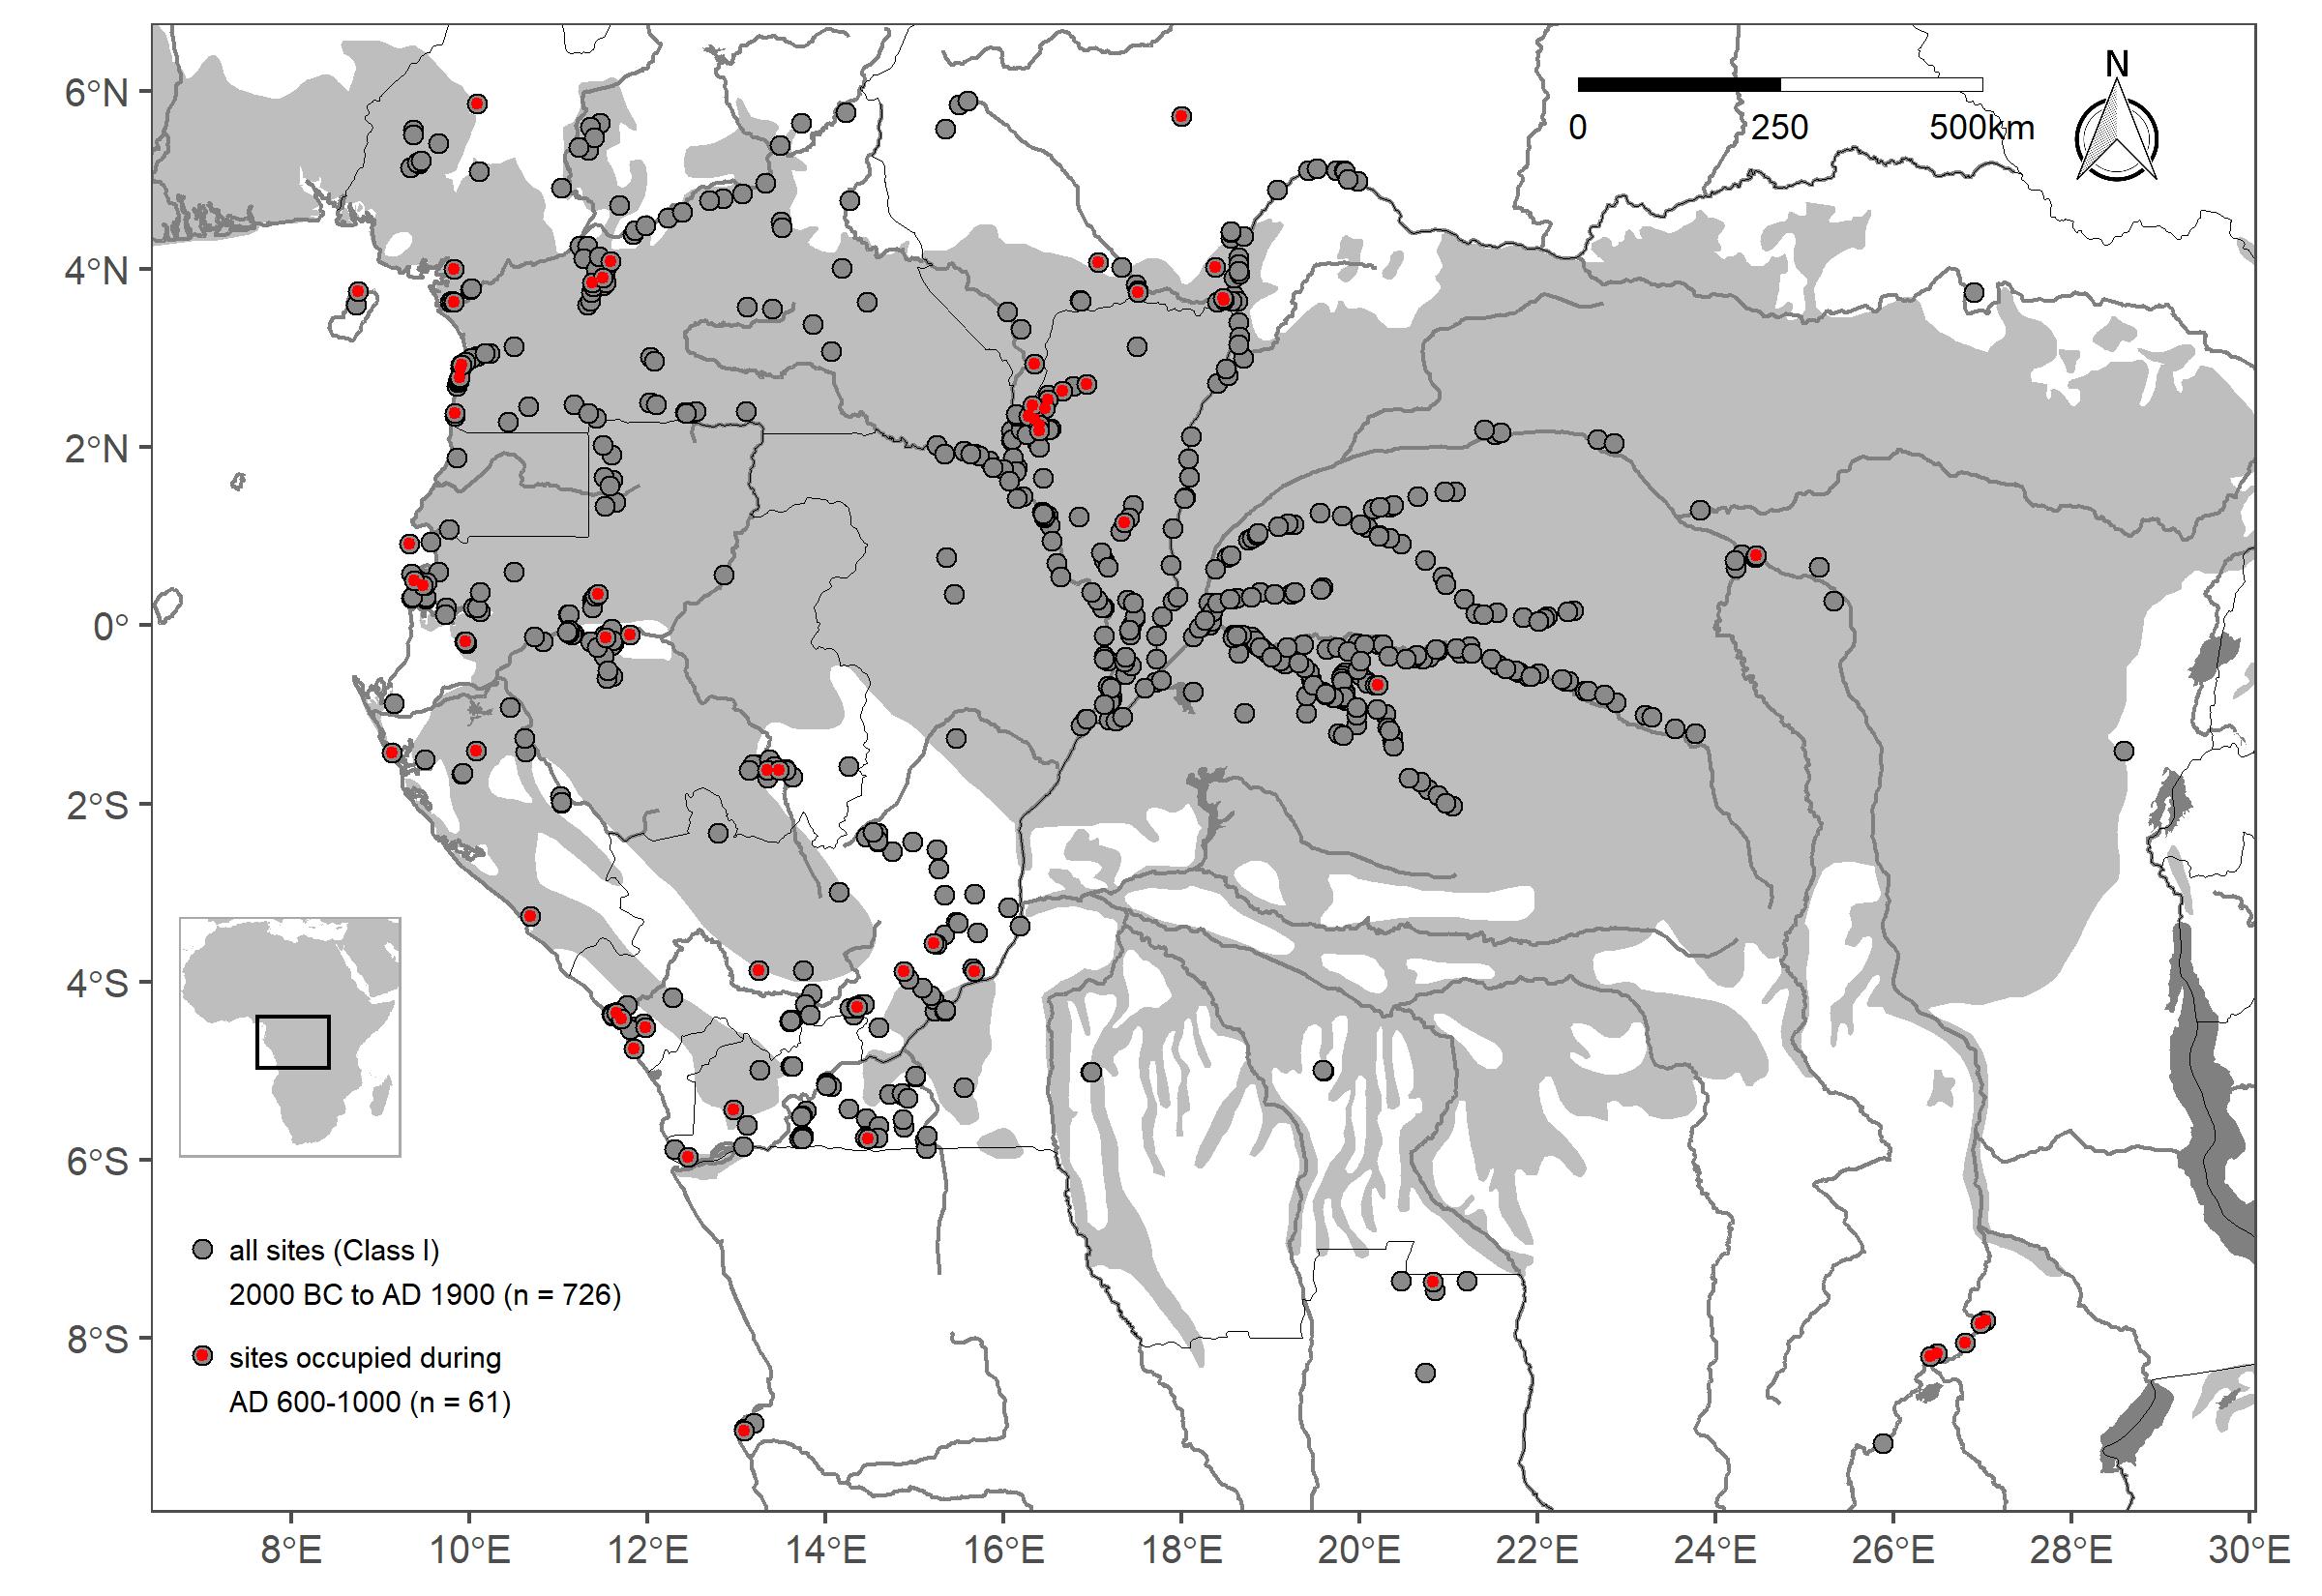 N
0 250 500km
6°N
4°N
2°N
0°
2°S
4°S
6°S
8°S
all sites (Class I)
2000 BC to AD 1900 (n = 726)
sites occupied during
AD 600-1000 (n = 61)
8°E 10°E 12°E 14°E 16°E 18°E 20°E 22°E 24°E 26°E 28°E 30°E